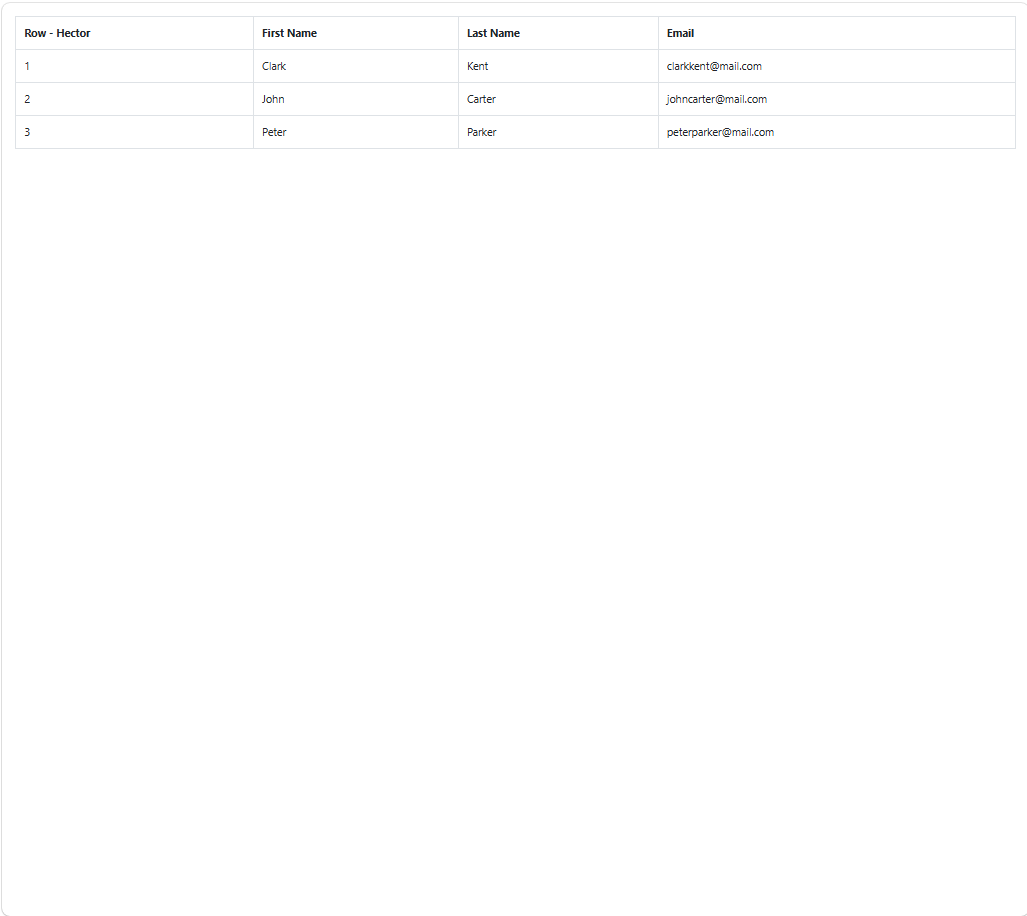 Row - Hector First Name Last Name Email
1 Clark Kent clarkkent@mail.com
2 John Carter johncarter@mail.com
3 Peter Parker peterparker@mail.com